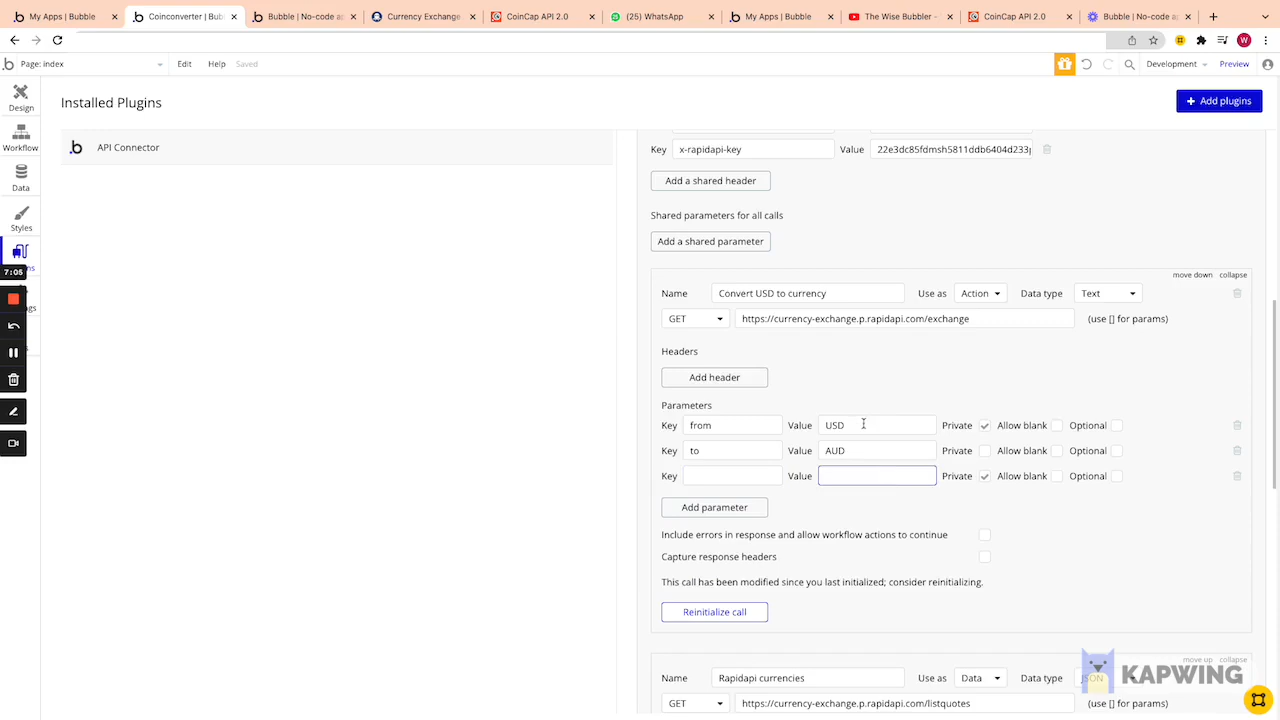 My Apps | Bubble
Coinconverter | Bub
Bubble | No-code as
Currency Exchange
CoinCap API 2.0
(25) WhatsApp
My Apps | Bubble
The Wise Bubbler -
CoinCap API 2.0
Bubble | No-code a
W
Page: index
Edit
Help
Saved
Development
Preview
Design
Workflow
Data
Styles
7:05
Installed Plugins
+ Add plugins
API Connector
Key x-rapidapi-key Value 22e3dc85fdmsh5811ddb6404d233
Add a shared header
Shared parameters for all calls
Add a shared parameter
move down collapse
Name Convert USD to currency Use as Action Data type Text
GET https://currency-exchange.p.rapidapi.com/exchange (use [] for params)
Headers
Add header
Parameters
Key from Value USD Private Allow blank Optional
Key to Value AUD Private Allow blank Optional
Key Value Private Allow blank Optional
Add parameter
Include errors in response and allow workflow actions to continue
Capture response headers
This call has been modified since you last initialized; consider reinitializing.
Reinitialize call
move up collapse
Name Rapidapi currencies Use as Data Data type JSON
GET https://currency-exchange.p.rapidapi.com/listquotes (use [] for params)
KAPWING